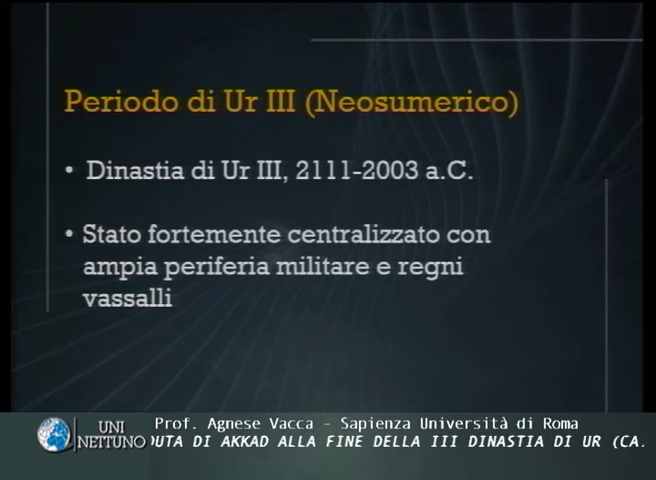 Periodo di Ur III (Neosumerico)
• Dinastia di Ur III, 2111-2003 a.C.
• Stato fortemente centralizzato con
ampia periferia militare e regni
vassalli
UNI
NETTUNO
Prof. Agnese Vacca - Sapienza Università di Roma
DUTA DI AKKAD ALLA FINE DELLA III DINASTIA DI UR (CA.